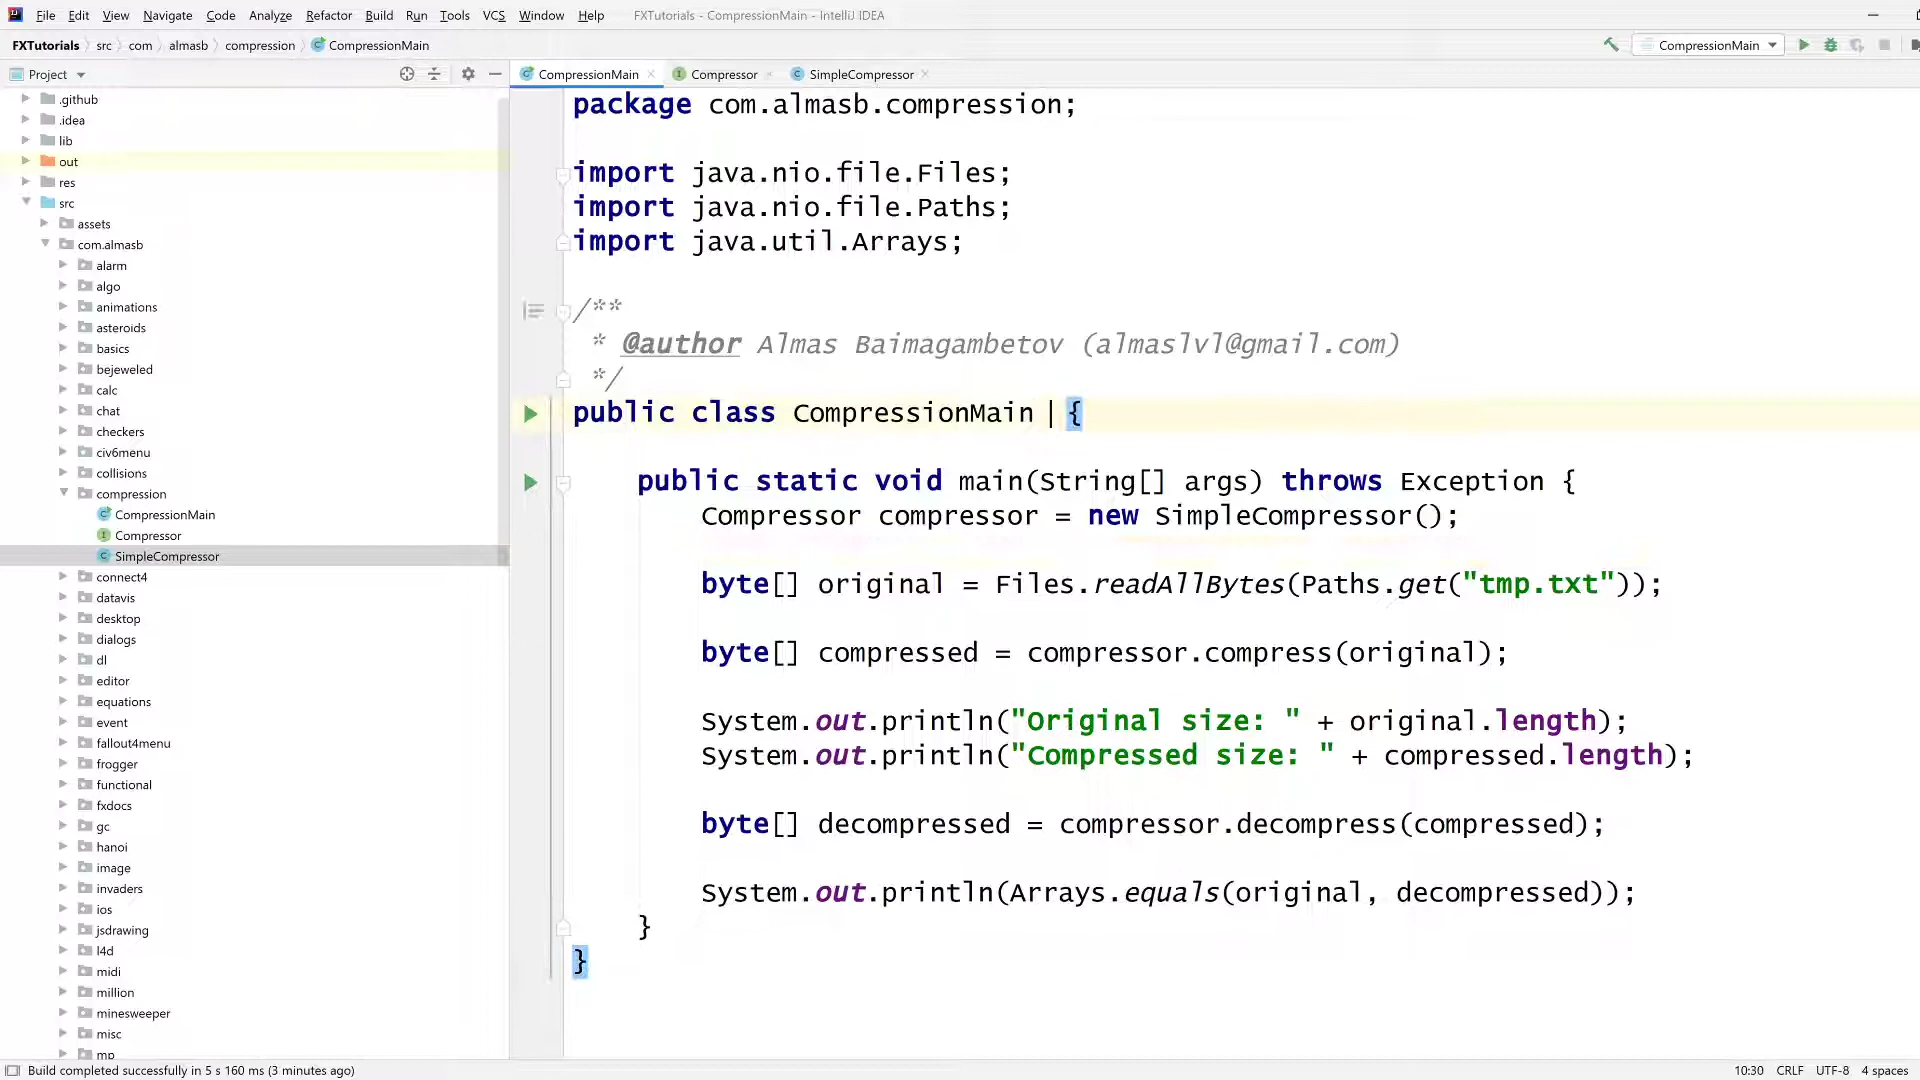 File Edit View Navigate Code Analyze Refactor Build Run Tools VCS Window Help FXTutorials - CompressionMain - IntelliJ IDEA
FXTutorials src com almasb compression CompressionMain CompressionMain
Project
CompressionMain Compressor SimpleCompressor
.github
.idea
lib
out
res
src
assets
com.almasb
alarm
algo
animations
asteroids
basics
bejeweled
calc
chat
checkers
civ6menu
collisions
compression
CompressionMain
Compressor
SimpleCompressor
connect4
datavis
desktop
dialogs
dl
editor
equations
event
fallout4menu
frogger
functional
fxdocs
gc
hanoi
image
invaders
ios
jsdrawing
l4d
midi
million
minesweeper
misc
mp
package com.almasb.compression;
import java.nio.file.Files;
import java.nio.file.Paths;
import java.util.Arrays;
/**
* @author Almas Baimagambetov (almaslvl@gmail.com)
*/
public class CompressionMain {
public static void main(String[] args) throws Exception {
Compressor compressor = new SimpleCompressor();
byte[] original = Files.readAllBytes(Paths.get("tmp.txt"));
byte[] compressed = compressor.compress(original);
System.out.println("Original size: " + original.length);
System.out.println("Compressed size: " + compressed.length);
byte[] decompressed = compressor.decompress(compressed);
System.out.println(Arrays.equals(original, decompressed));
}
}
Build completed successfully in 5 s 160 ms (3 minutes ago) 10:30 CRLF UTF-8 4 spaces